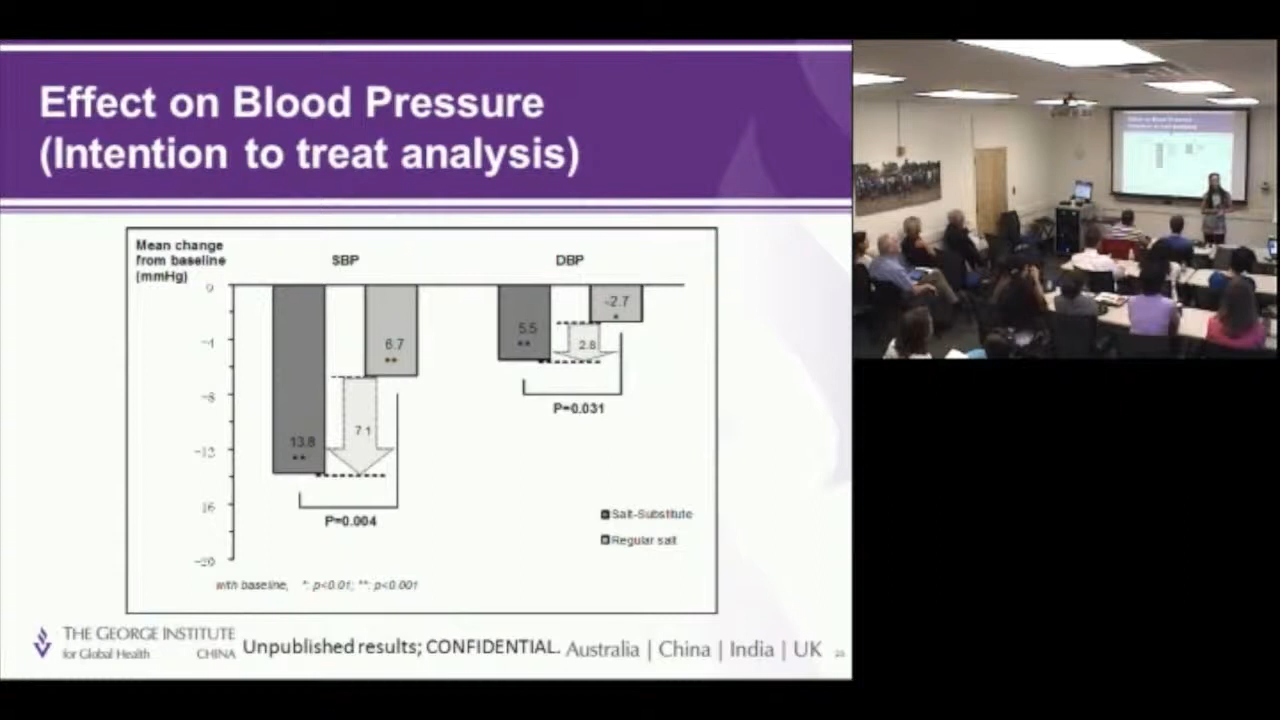 Effect on Blood Pressure
(Intention to treat analysis)
Mean change
from baseline
(mmHg)
SBP
DBP
0
-4
-8
-12
16
-20
13.8
**
6.7
**
7.1
P=0.004
5.5
**
-2.7
*
2.8
P=0.031
Salt-Substitute
Regular salt
with baseline, *: p<0.01; **: p<0.001
THE GEORGE INSTITUTE
for Global Health CHINA
Unpublished results; CONFIDENTIAL.
Australia | China | India | UK